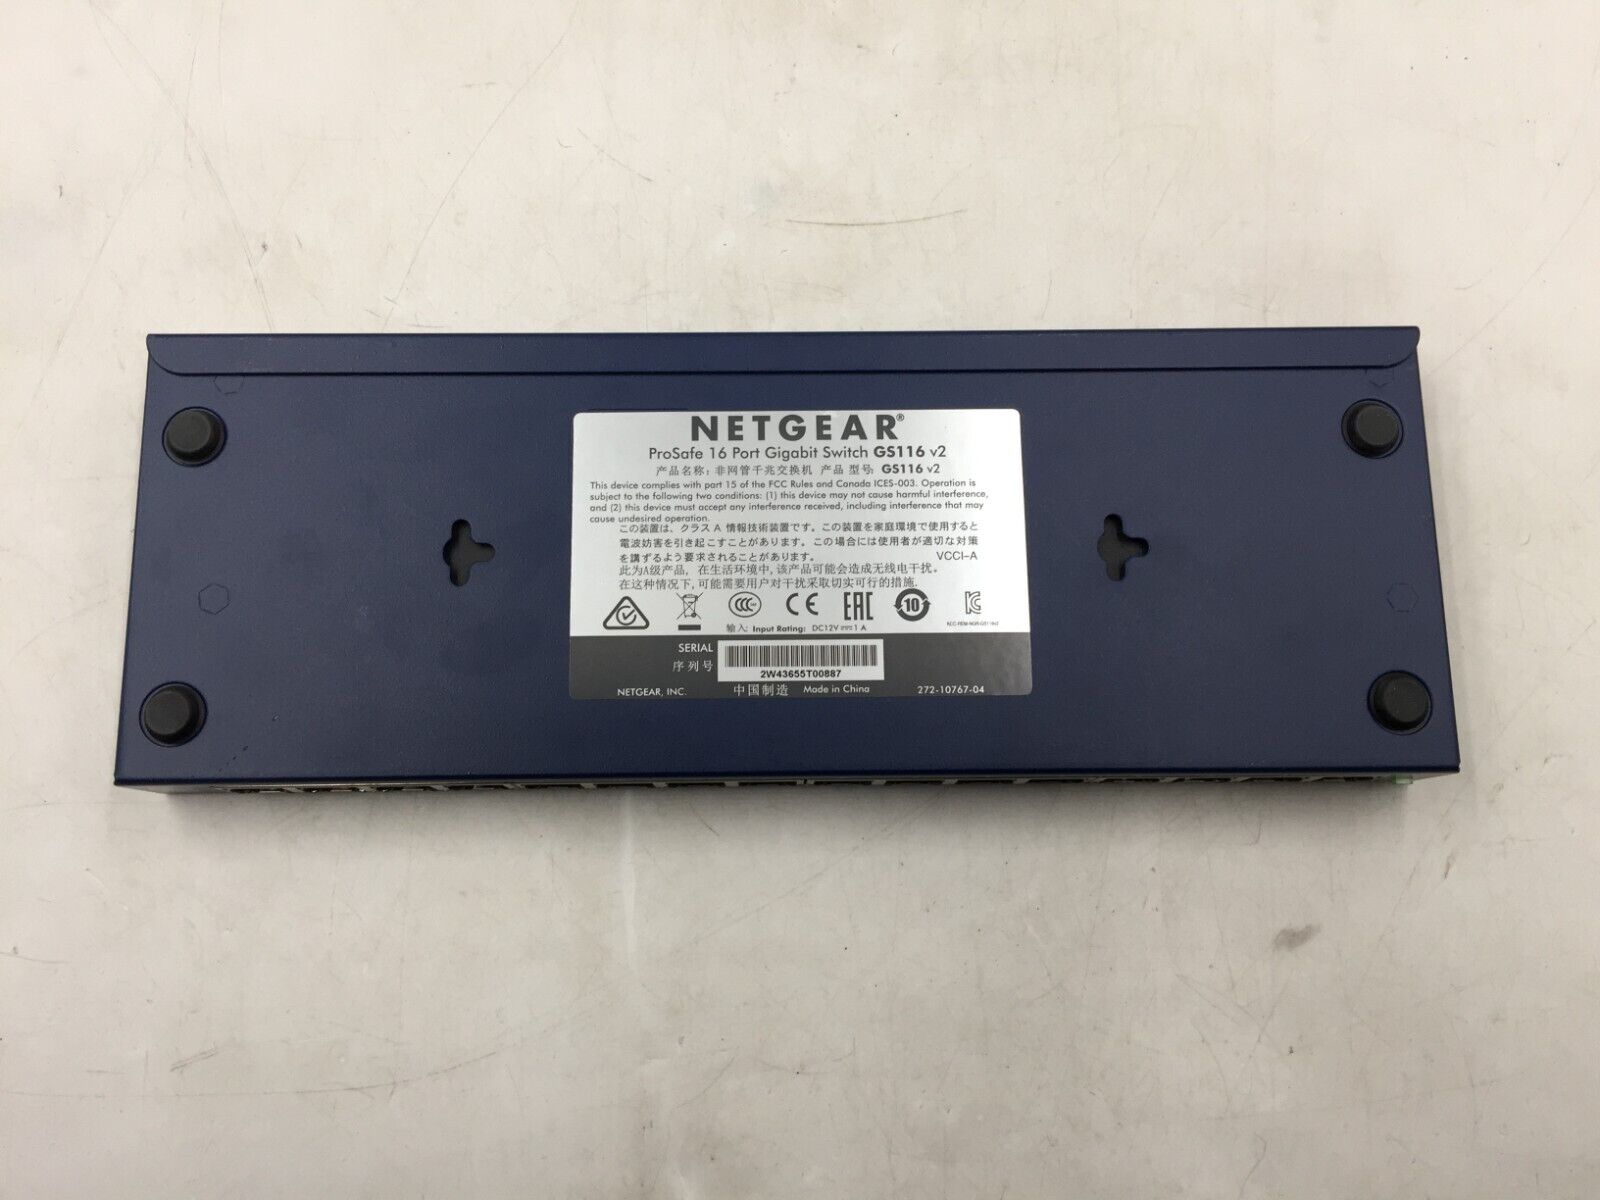 NETGEAR®
ProSafe 16 Port Gigabit Switch GS116 v2
产品名称: 非网管千兆交换机 产品 型号: GS116 v2
This device complies with part 15 of the FCC Rules and Canada ICES-003. Operation is
subject to the following two conditions: (1) this device may not cause harmful interference,
and (2) this device must accept any interference received, including interference that may
cause undesired operation.
この装置は、クラス A 情報技術装置です。この装置を家庭環境で使用すると
電波妨害を引き起こすことがあります。この場合には使用者が適切な対策
を講ずるよう要求されることがあります。 VCCI-A
此为A级产品, 在生活环境中, 该产品可能会造成无线电干扰。
在这种情况下, 可能需要用户对干扰采取切实可行的措施.
CCC CE EAC 10 KC
输入: Input Rating: DC12V ⎓ 1 A
SERIAL
序列号
2W43655T00887
NETGEAR, INC. 中国制造 Made in China 272-10767-04